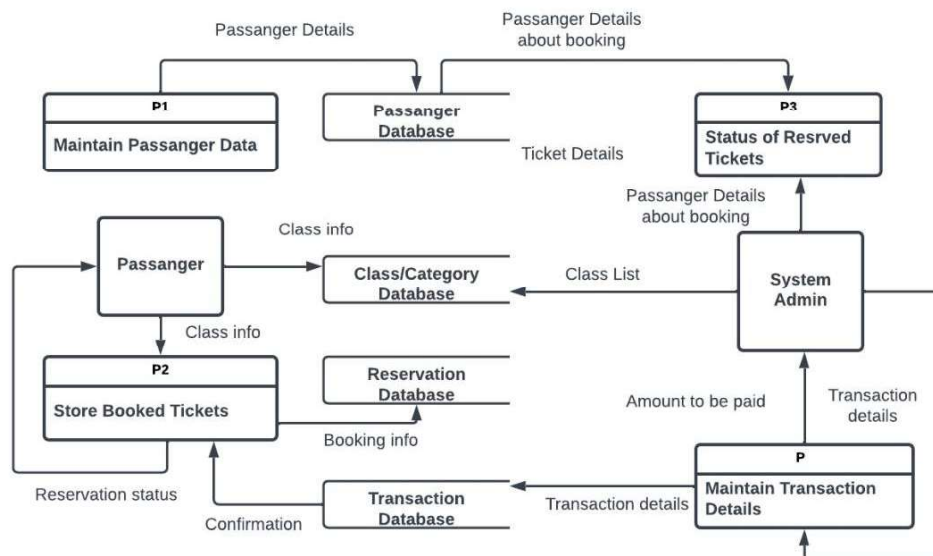 Passanger Details
Passanger Details
about booking
P1
Maintain Passanger Data
Passanger
Database
P3
Status of Resrved
Tickets
Ticket Details
Passanger Details
about booking
Passanger
Class info
Class/Category
Database
Class List
System
Admin
Class info
P2
Store Booked Tickets
Reservation
Database
Booking info
Amount to be paid
Transaction
details
Reservation status
Confirmation
Transaction
Database
Transaction details
P
Maintain Transaction
Details